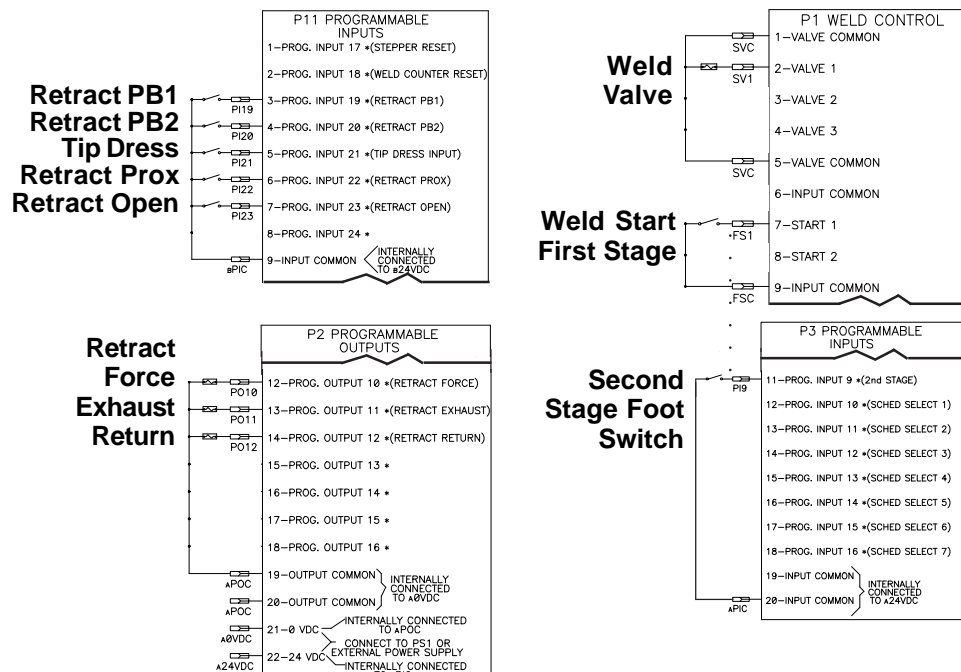 P11 PROGRAMMABLE
INPUTS
1-PROG. INPUT 17 *(STEPPER RESET)
2-PROG. INPUT 18 *(WELD COUNTER RESET)
Retract PB1
PI19
3-PROG. INPUT 19 *(RETRACT PB1)
Retract PB2
PI20
4-PROG. INPUT 20 *(RETRACT PB2)
Tip Dress
PI21
5-PROG. INPUT 21 *(TIP DRESS INPUT)
Retract Prox
PI22
6-PROG. INPUT 22 *(RETRACT PROX)
Retract Open
PI23
7-PROG. INPUT 23 *(RETRACT OPEN)
8-PROG. INPUT 24 *
BPIC
9-INPUT COMMON
INTERNALLY
CONNECTED
TO B24VDC
P1 WELD CONTROL
SVC
1-VALVE COMMON
Weld
Valve
SV1
2-VALVE 1
3-VALVE 2
4-VALVE 3
SVC
5-VALVE COMMON
6-INPUT COMMON
Weld Start
First Stage
FS1
7-START 1
8-START 2
FSC
9-INPUT COMMON
P2 PROGRAMMABLE
OUTPUTS
Retract
Force
Exhaust
Return
PO10
12-PROG. OUTPUT 10 *(RETRACT FORCE)
PO11
13-PROG. OUTPUT 11 *(RETRACT EXHAUST)
PO12
14-PROG. OUTPUT 12 *(RETRACT RETURN)
15-PROG. OUTPUT 13 *
16-PROG. OUTPUT 14 *
17-PROG. OUTPUT 15 *
18-PROG. OUTPUT 16 *
APOC
19-OUTPUT COMMON
APOC
20-OUTPUT COMMON
INTERNALLY
CONNECTED
TO A0VDC
A0VDC
21-0 VDC
INTERNALLY CONNECTED
TO APOC
CONNECT TO PS1 OR
EXTERNAL POWER SUPPLY
A24VDC
22-24 VDC
INTERNALLY CONNECTED
P3 PROGRAMMABLE
INPUTS
Second
Stage Foot
Switch
PI9
11-PROG. INPUT 9 *(2nd STAGE)
12-PROG. INPUT 10 *(SCHED SELECT 1)
13-PROG. INPUT 11 *(SCHED SELECT 2)
14-PROG. INPUT 12 *(SCHED SELECT 3)
15-PROG. INPUT 13 *(SCHED SELECT 4)
16-PROG. INPUT 14 *(SCHED SELECT 5)
17-PROG. INPUT 15 *(SCHED SELECT 6)
18-PROG. INPUT 16 *(SCHED SELECT 7)
19-INPUT COMMON
APIC
20-INPUT COMMON
INTERNALLY
CONNECTED
TO A24VDC